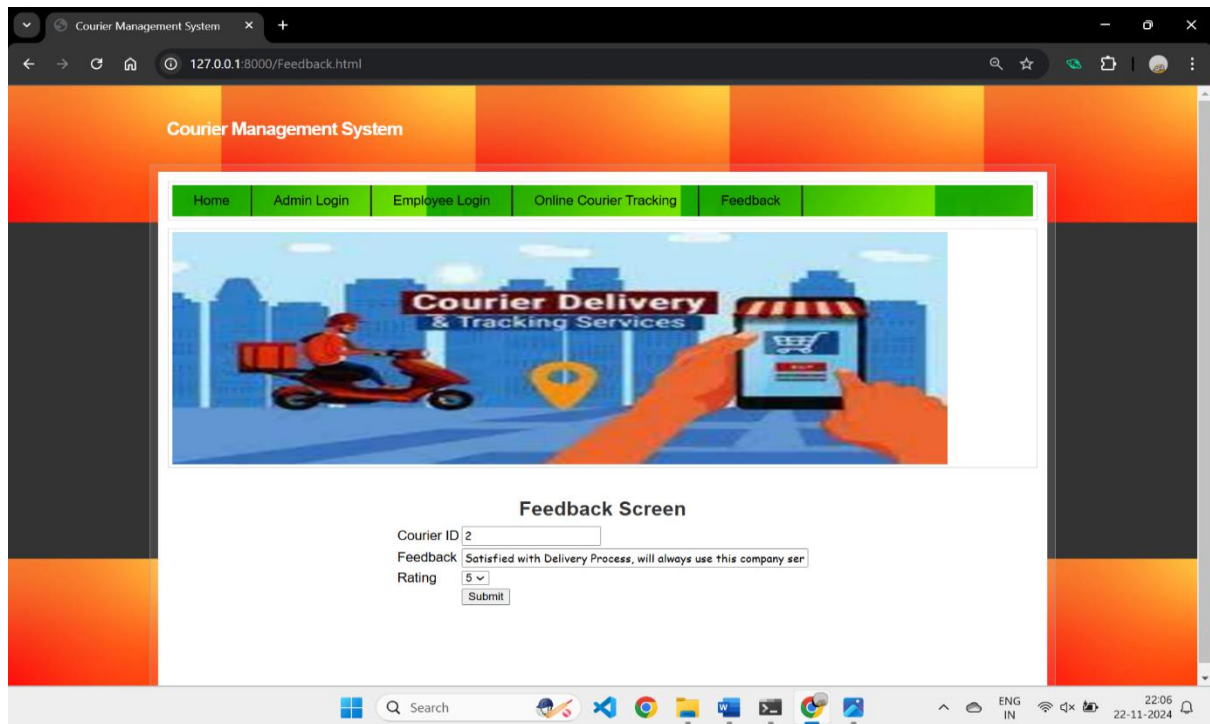 Courier Management System
127.0.0.1:8000/Feedback.html
Courier Management System
Home Admin Login Employee Login Online Courier Tracking Feedback
Courier Delivery
& Tracking Services
BUY
Feedback Screen
Courier ID 2
Feedback Satisfied with Delivery Process, will always use this company ser
Rating 5
Submit
Search
ENG
IN
22:06
22-11-2024